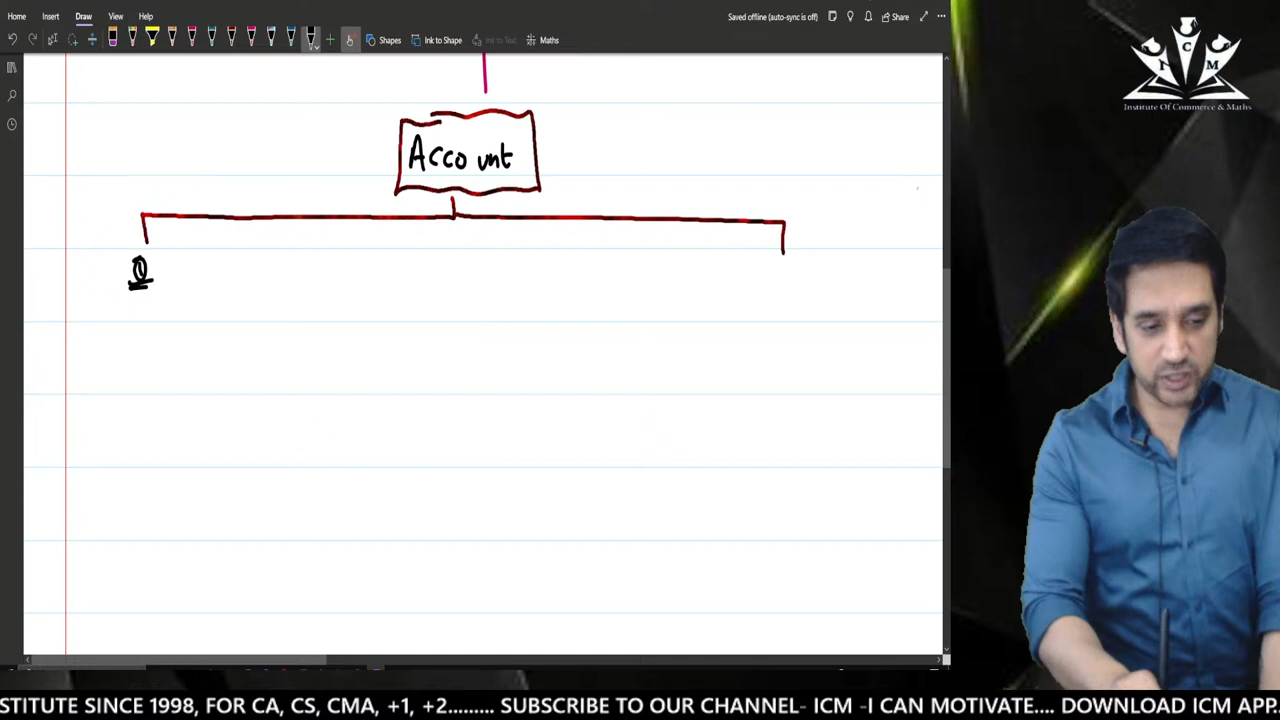 Home Insert Draw View Help
Saved offline (auto-sync is off) Share
Shapes Ink to Shape Ink to Text Maths
I C M
Institute Of Commerce & Maths
Account
①
STITUTE SINCE 1998, FOR CA, CS, CMA, +1, +2......... SUBSCRIBE TO OUR CHANNEL- ICM -I CAN MOTIVATE.... DOWNLOAD ICM APP.